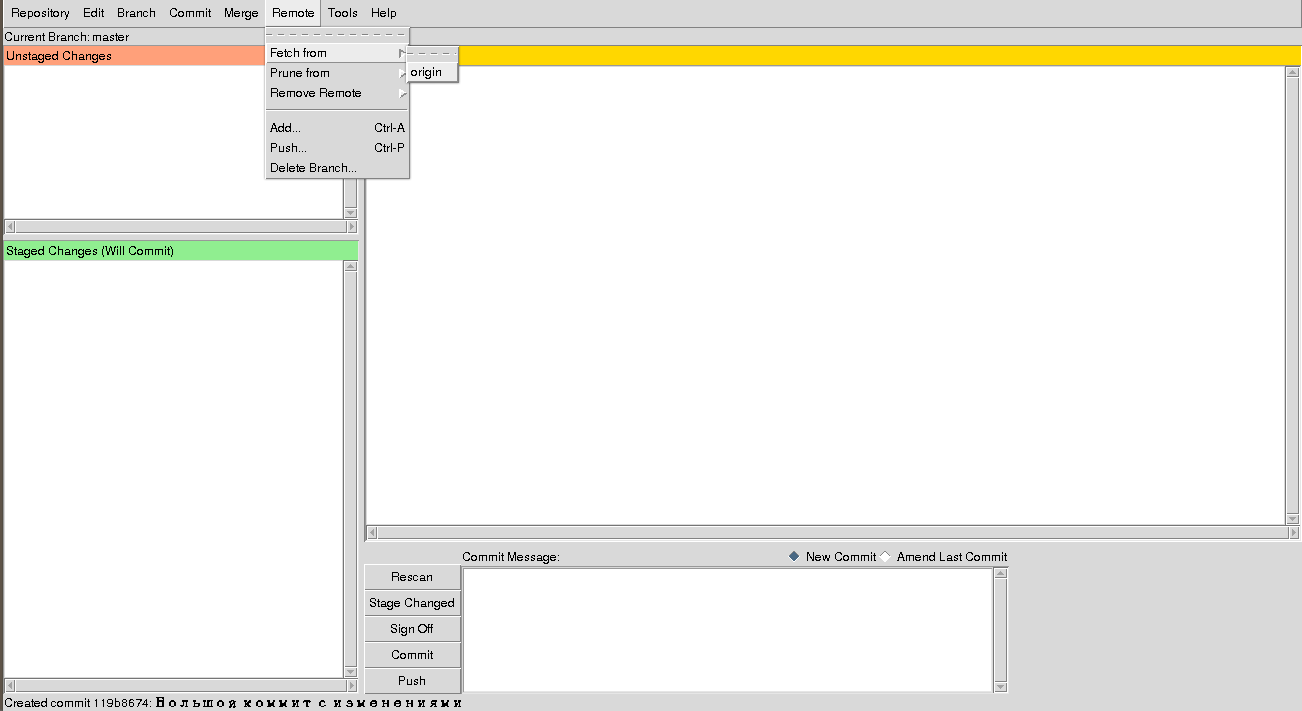 Repository Edit Branch Commit Merge Remote Tools Help
Current Branch: master
Unstaged Changes
Fetch from
origin
Prune from
Remove Remote
Add... Ctrl-A
Push... Ctrl-P
Delete Branch...
Staged Changes (Will Commit)
Commit Message: New Commit Amend Last Commit
Rescan
Stage Changed
Sign Off
Commit
Push
Created commit 119b8674: Большой коммит с изменениями